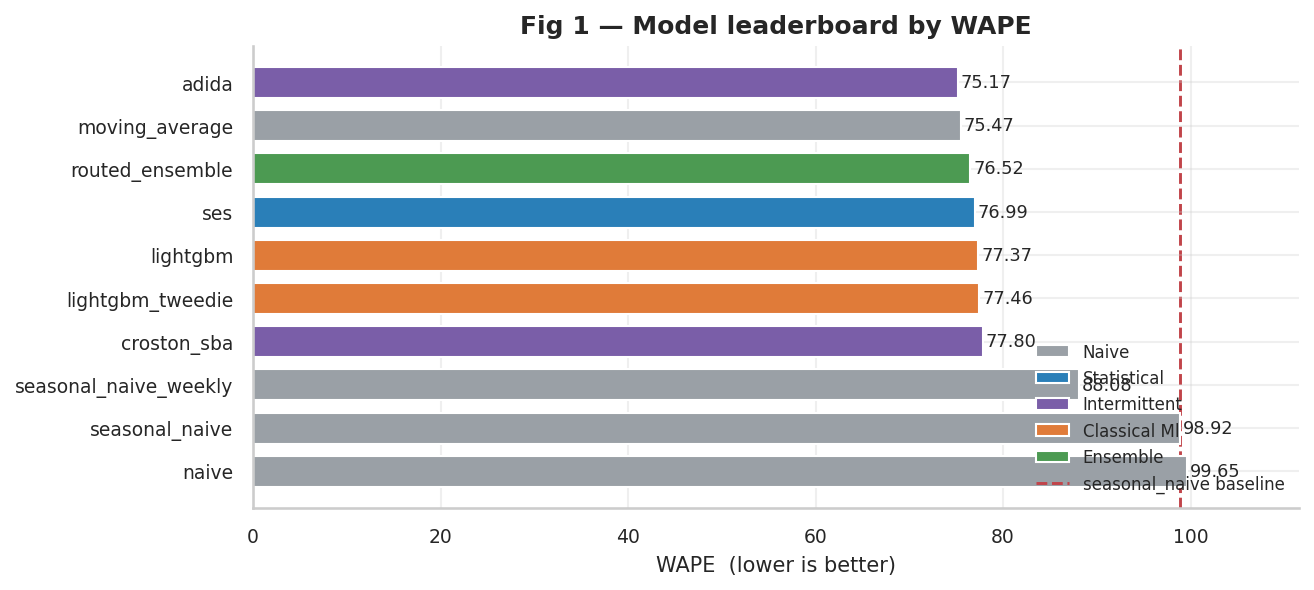 Fig 1 — Model leaderboard by WAPE
adida 75.17
moving_average 75.47
routed_ensemble 76.52
ses 76.99
lightgbm 77.37
lightgbm_tweedie 77.46
croston_sba 77.80
seasonal_naive_weekly 88.08
seasonal_naive 98.92
naive 99.65
Naive
Statistical
Intermittent
Classical ML
Ensemble
seasonal_naive baseline
0 20 40 60 80 100
WAPE (lower is better)